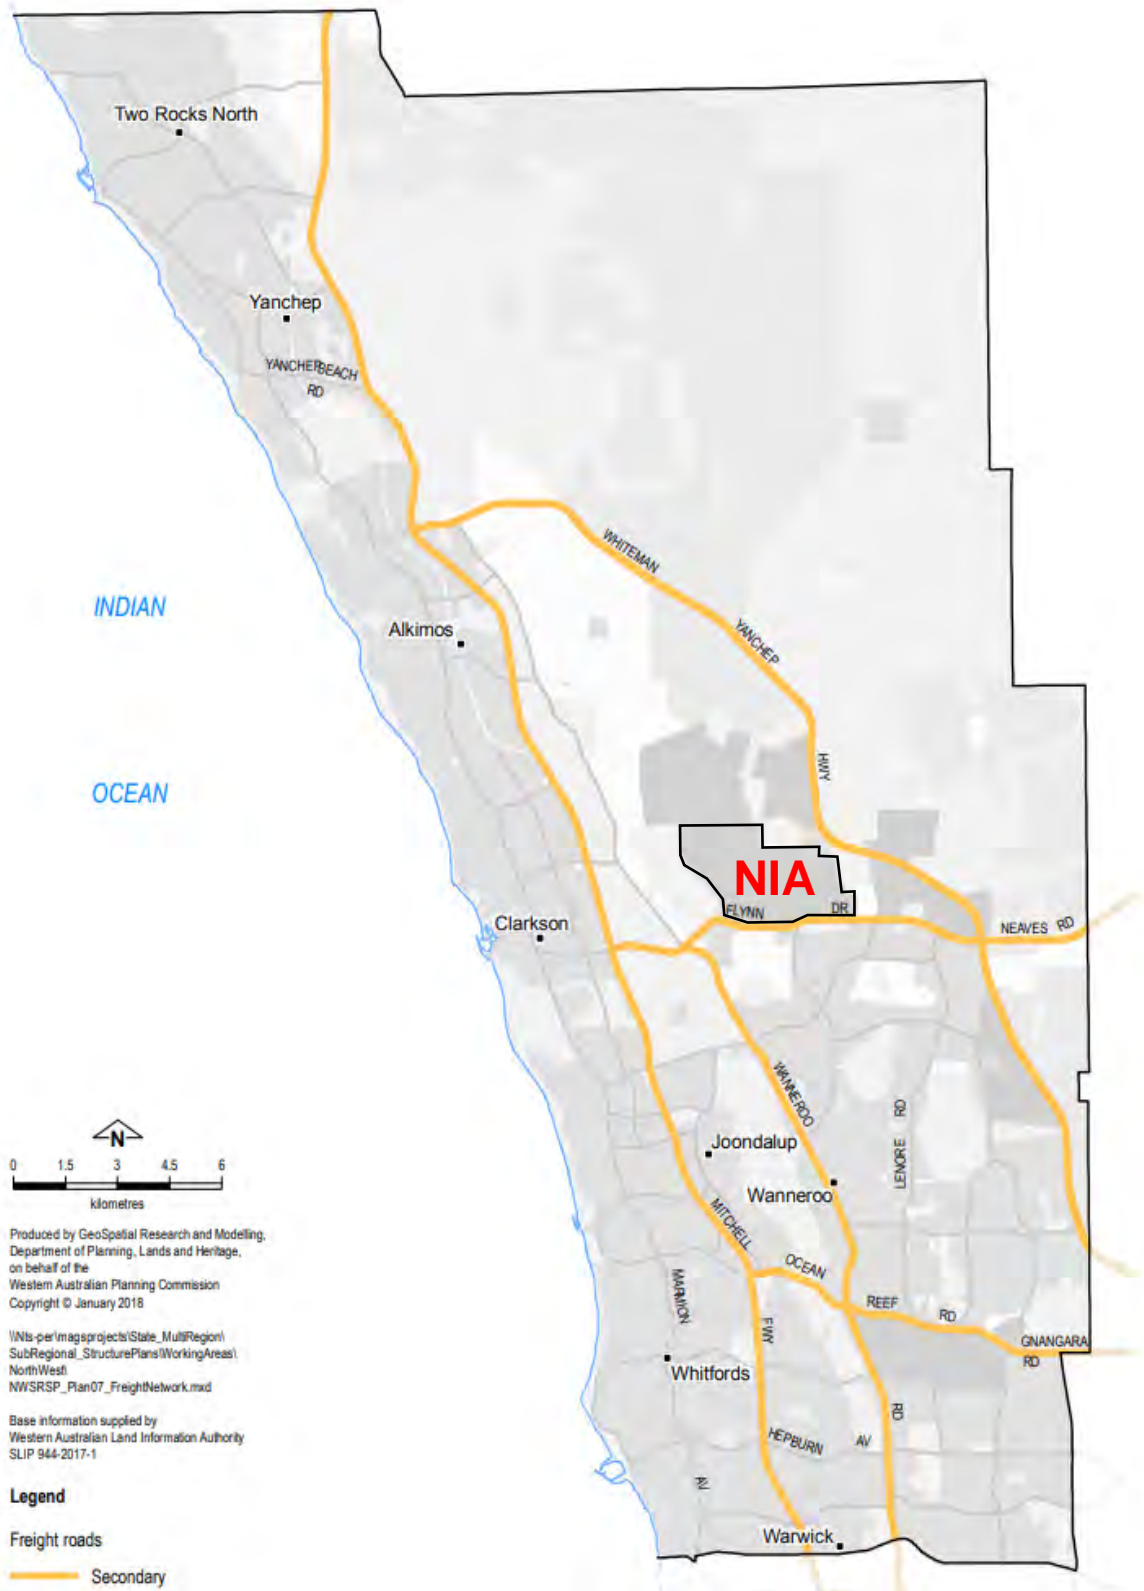 Two Rocks North
Yanchep
YANCHEP BEACH
RD
WHITEMAN
INDIAN
Alkimos
YANCHEP
HWY
OCEAN
NIA
FLYNN DR
Clarkson
NEAVES RD
WANNEROO
LENORE RD
N
Joondalup
0 1.5 3 4.5 6
kilometres
Wanneroo
MITCHELL
Produced by GeoSpatial Research and Modelling,
Department of Planning, Lands and Heritage,
on behalf of the
Western Australian Planning Commission
Copyright © January 2018
OCEAN
REEF
RD
MARMION
FWY
GNANGARA
RD
\\Nts-per\magsprojects\State_MultiRegion\
SubRegional_StructurePlans\WorkingAreas\
NorthWest\
NWSRSP_Plan07_FreightNetwork.mxd
Whitfords
RD
Base information supplied by
Western Australian Land Information Authority
SLIP 944-2017-1
HEPBURN AV
AV
Legend
Warwick
Freight roads
Secondary